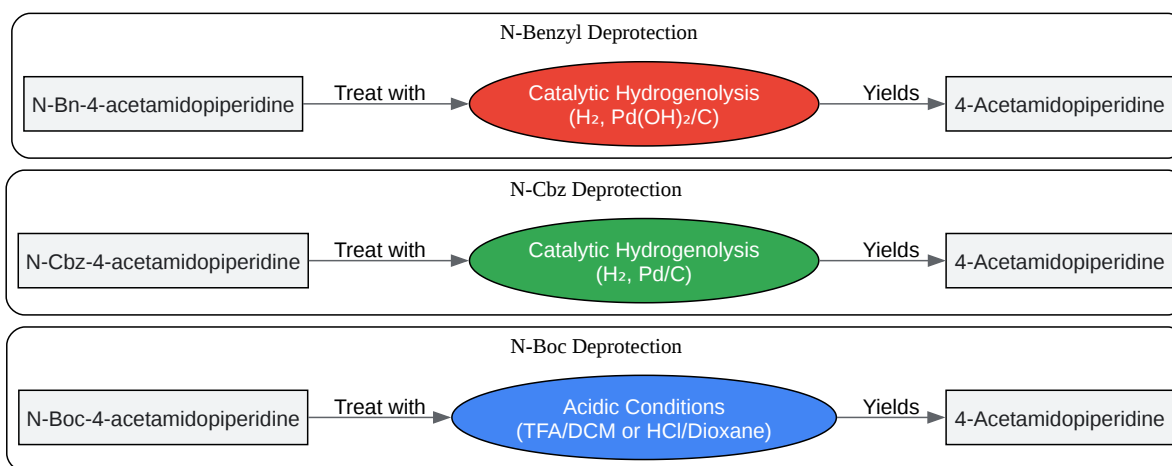 N-Benzyl Deprotection
N-Bn-4-acetamidopiperidine
Treat with
Catalytic Hydrogenolysis
(H₂, Pd(OH)₂/C)
Yields
4-Acetamidopiperidine
N-Cbz Deprotection
N-Cbz-4-acetamidopiperidine
Treat with
Catalytic Hydrogenolysis
(H₂, Pd/C)
Yields
4-Acetamidopiperidine
N-Boc Deprotection
N-Boc-4-acetamidopiperidine
Treat with
Acidic Conditions
(TFA/DCM or HCl/Dioxane)
Yields
4-Acetamidopiperidine